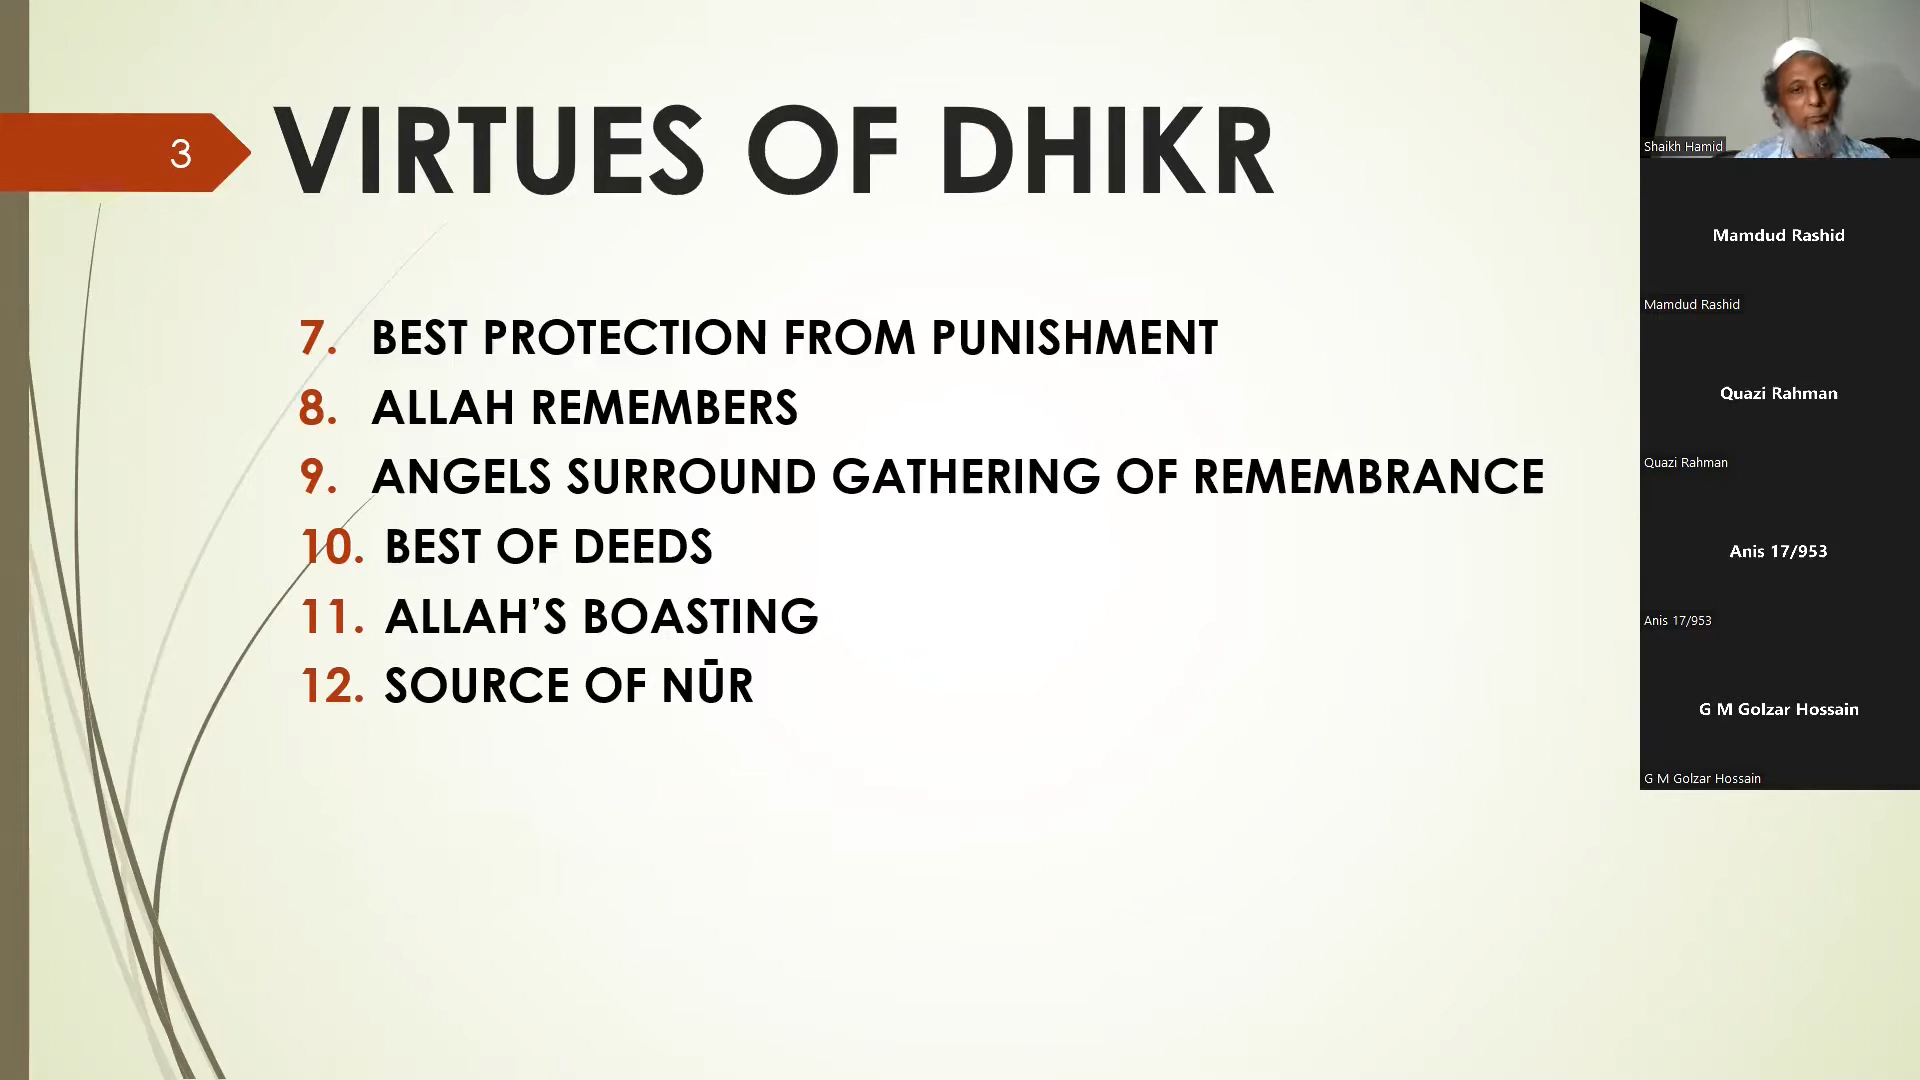 3
VIRTUES OF DHIKR
7. BEST PROTECTION FROM PUNISHMENT
8. ALLAH REMEMBERS
9. ANGELS SURROUND GATHERING OF REMEMBRANCE
10. BEST OF DEEDS
11. ALLAH’S BOASTING
12. SOURCE OF NŪR
Shaikh Hamid
Mamdud Rashid
Mamdud Rashid
Quazi Rahman
Quazi Rahman
Anis 17/953
Anis 17/953
G M Golzar Hossain
G M Golzar Hossain